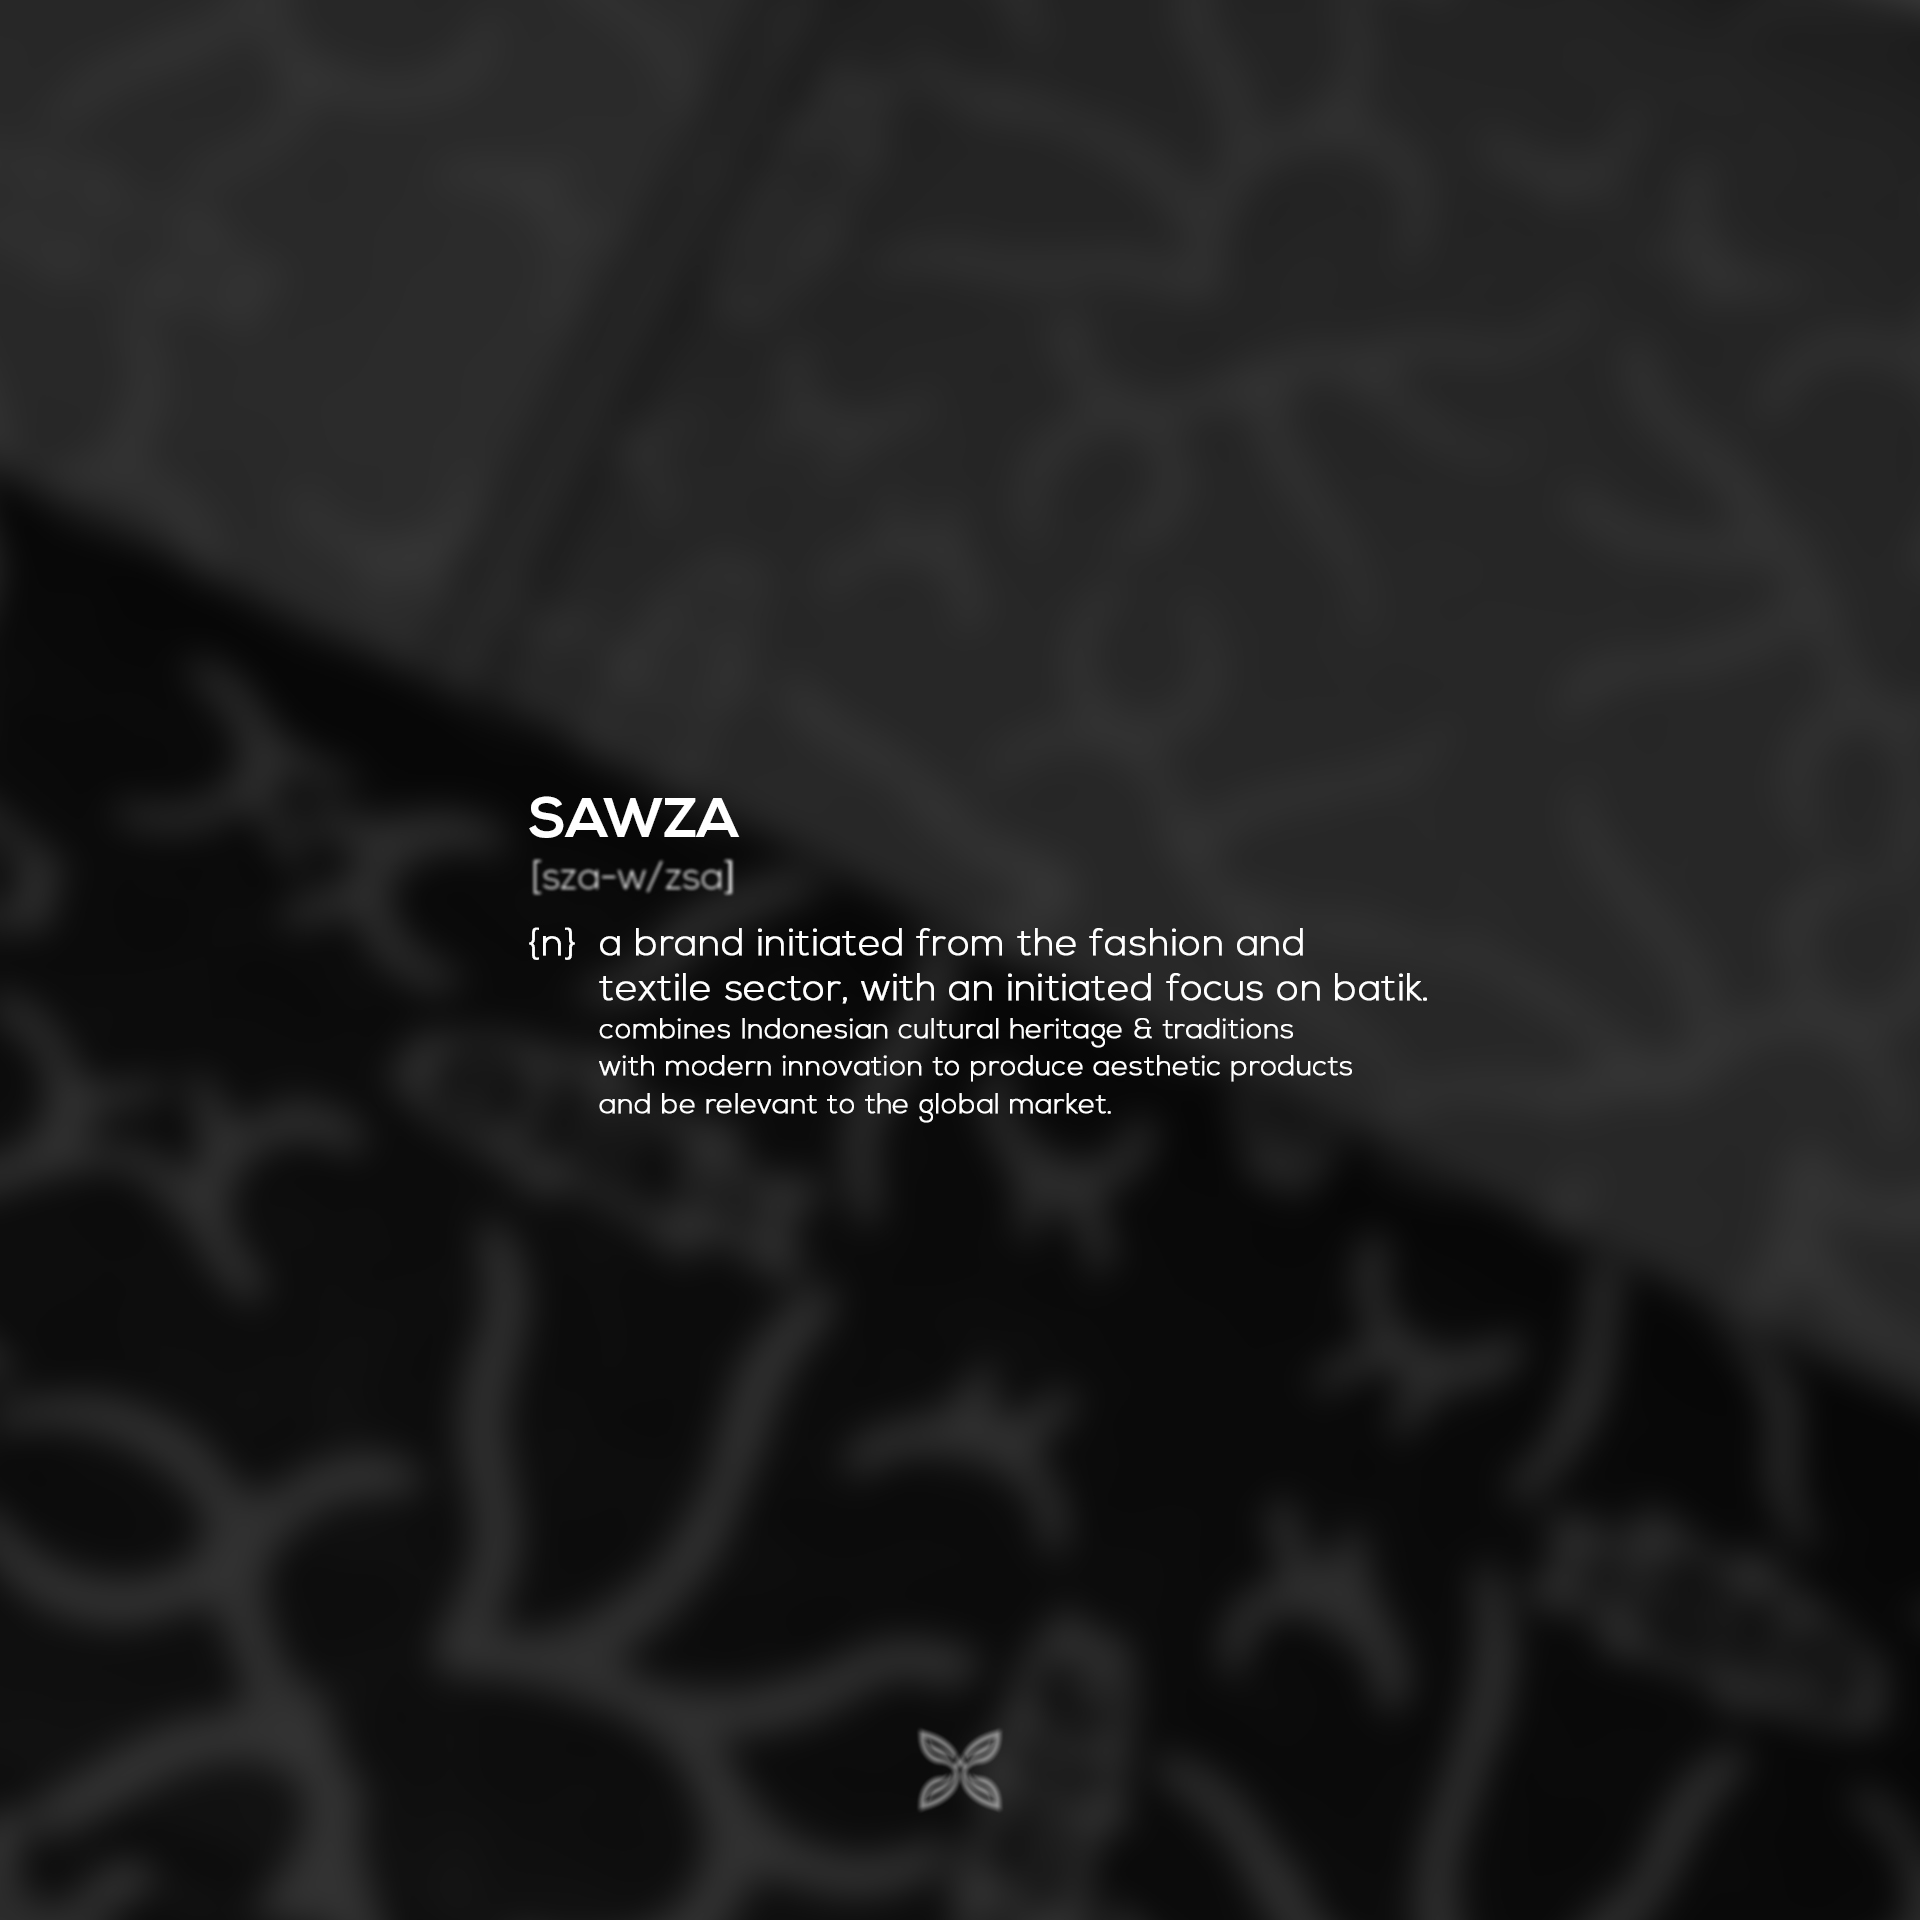 SAWZA
[sza-w/zsa]
{n} a brand initiated from the fashion and
textile sector, with an initiated focus on batik.
combines Indonesian cultural heritage & traditions
with modern innovation to produce aesthetic products
and be relevant to the global market.